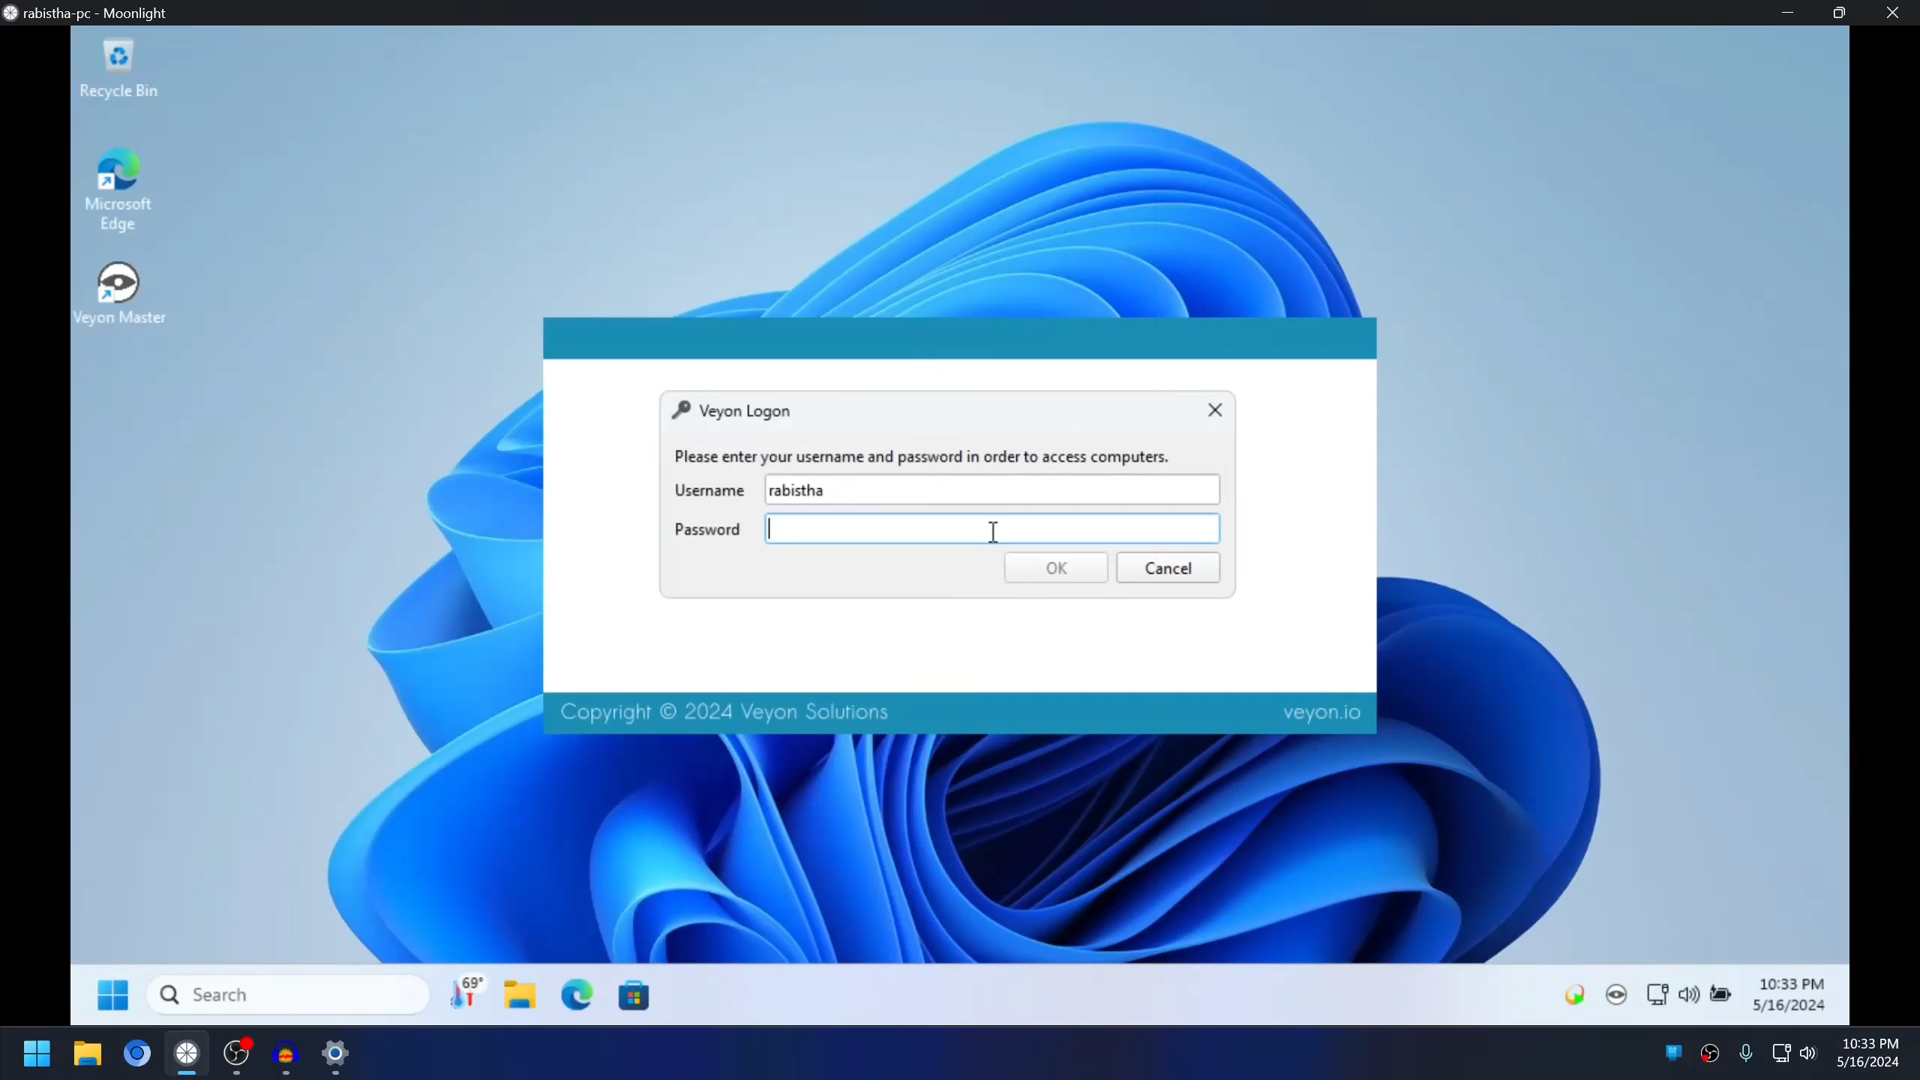 rabistha-pc - Moonlight
Recycle Bin
Microsoft
Edge
Veyon Master
Veyon Logon
Please enter your username and password in order to access computers.
Username rabistha
Password
OK Cancel
Copyright © 2024 Veyon Solutions veyon.io
Search 69° 10:33 PM
5/16/2024
10:33 PM
5/16/2024